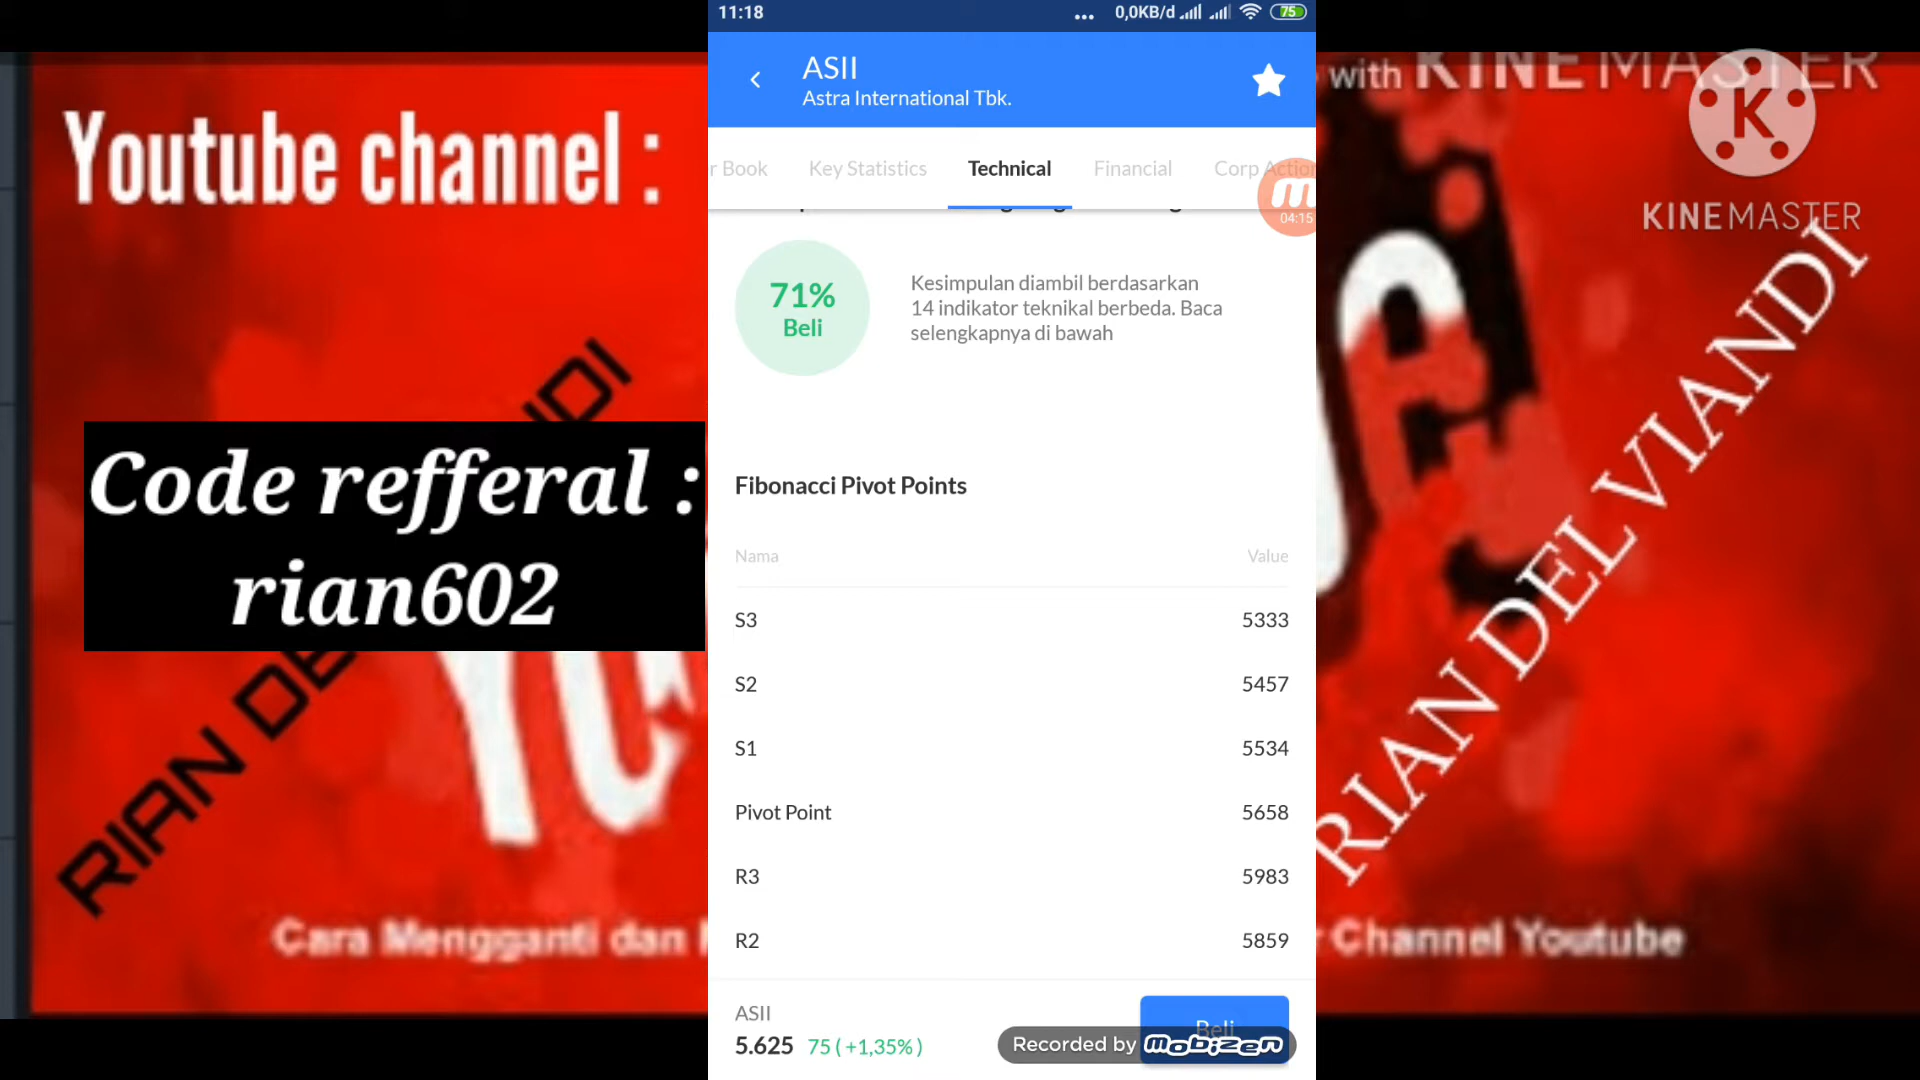 11:18
0,0KB/d
75
ASII
Astra International Tbk.
r Book Key Statistics Technical Financial Corp Action
04:15
71%
Beli
Kesimpulan diambil berdasarkan
14 indikator teknikal berbeda. Baca
selengkapnya di bawah
Fibonacci Pivot Points
Nama Value
S3 5333
S2 5457
S1 5534
Pivot Point 5658
R3 5983
R2 5859
ASII
5.625 75 ( +1,35% )
Beli
Recorded by mobizen
Youtube channel :
Code refferal :
rian602
RIAN DE
NDI
Cara Mengganti dan
with KINEMASTER
K
KINEMASTER
RIAN DEL VIANDI
Channel Youtube